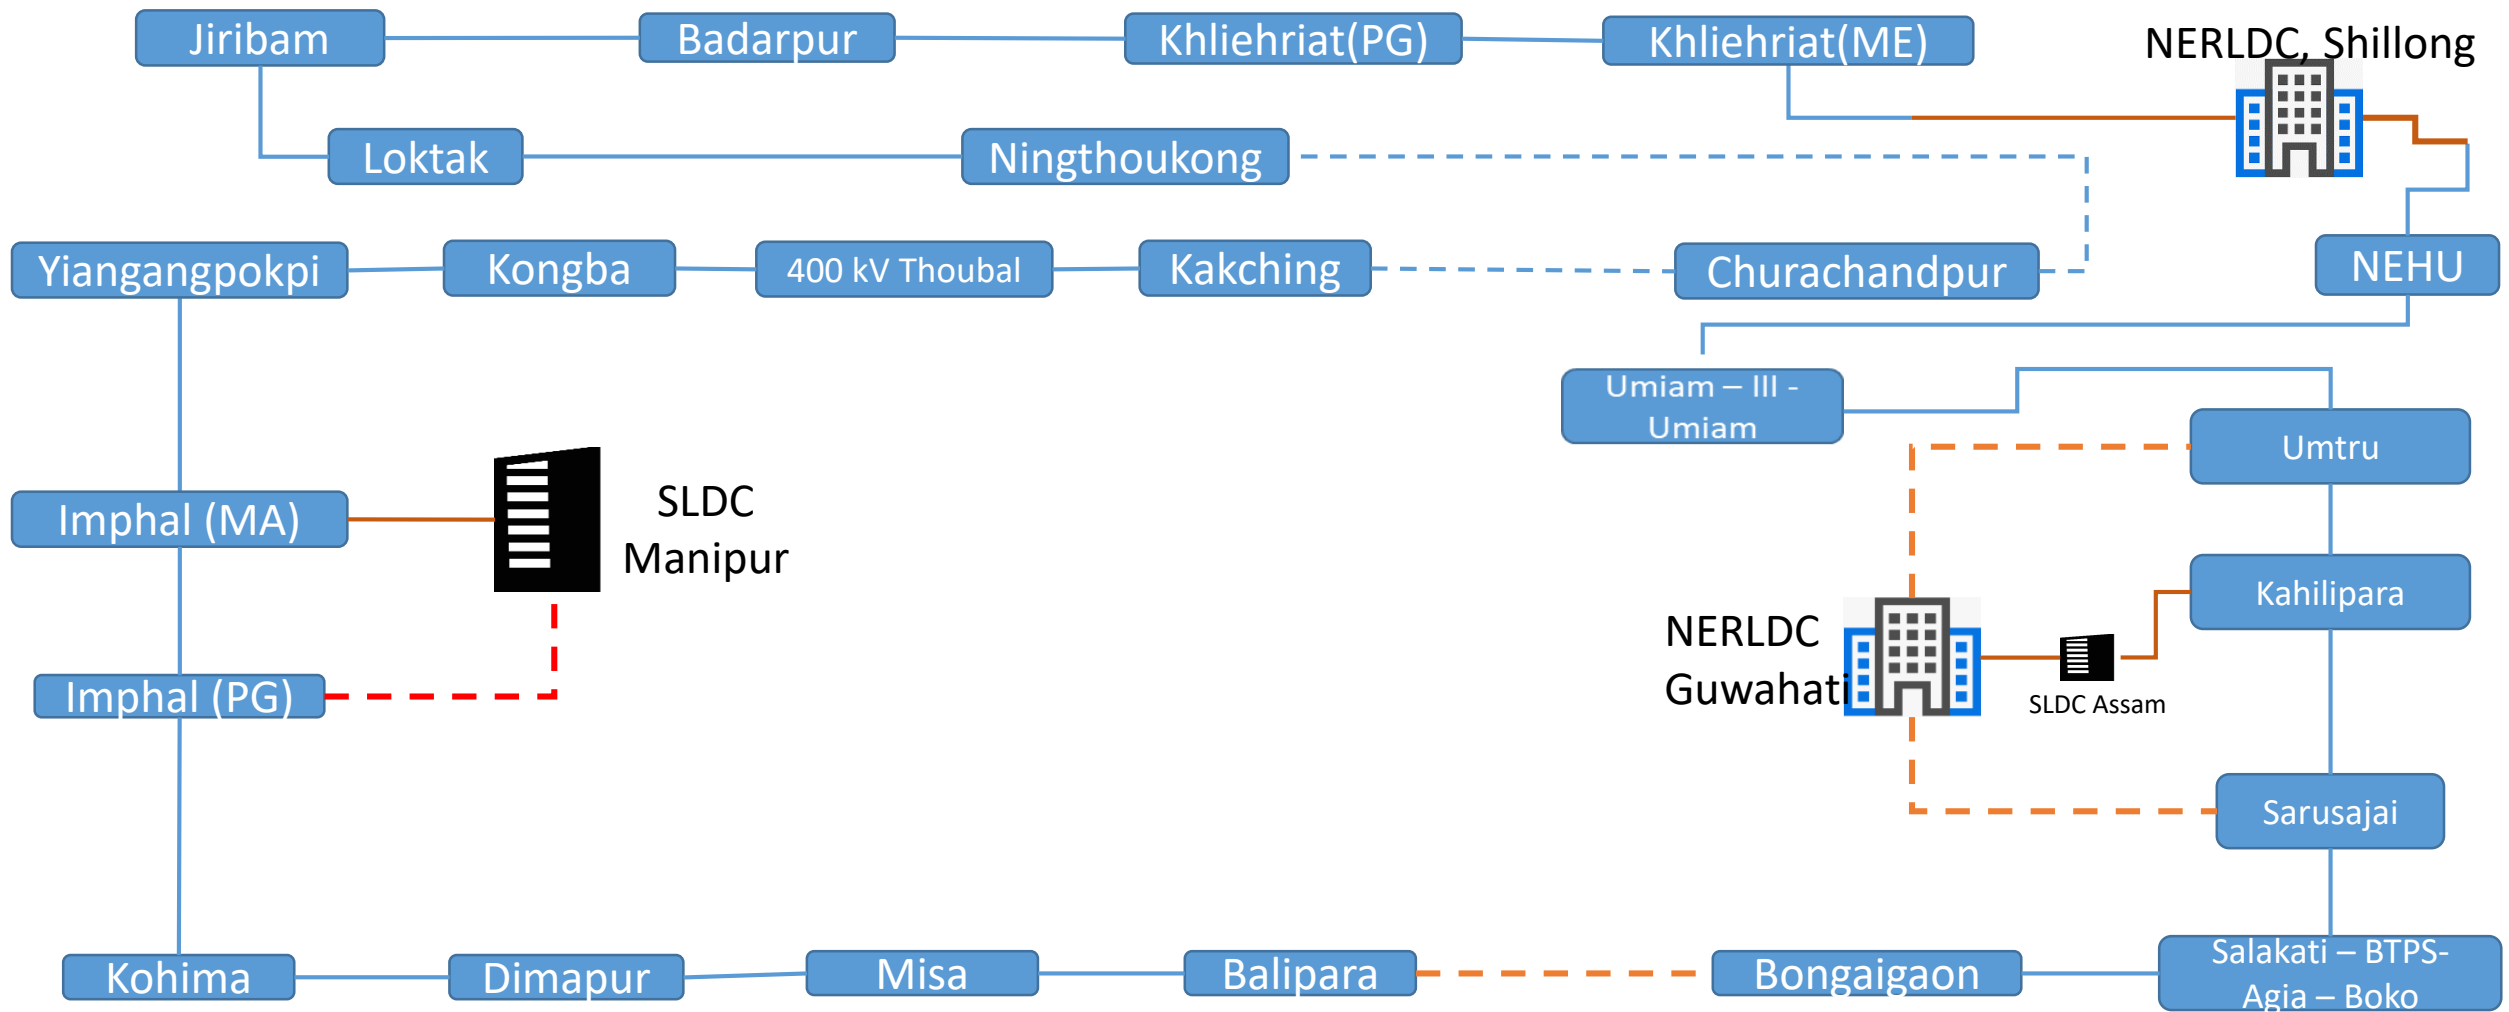 Jiribam
Badarpur
Khliehriat(PG)
Khliehriat(ME)
NERLDC, Shillong
Loktak
Ningthoukong
Yiangangpokpi
Kongba
400 kV Thoubal
Kakching
Churachandpur
NEHU
Umiam – III -
Umiam
Umtru
Imphal (MA)
SLDC
Manipur
Kahilipara
NERLDC
Guwahati
SLDC Assam
Imphal (PG)
Sarusajai
Kohima
Dimapur
Misa
Balipara
Bongaigaon
Salakati – BTPS-
Agia – Boko